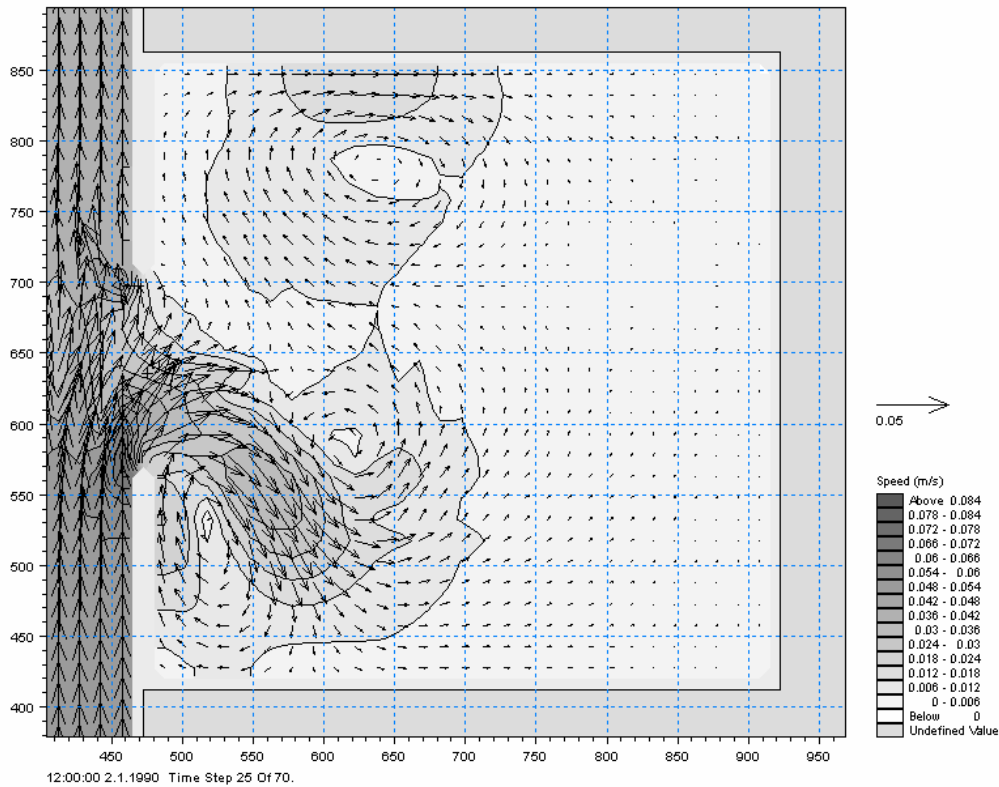 850
800
750
700
650
600
550
500
450
400
450 500 550 600 650 700 750 800 850 900 950
12:00:00 2.1.1990 Time Step 25 Of 70.
0.05
Speed (m/s)
Above 0.084
0.078 - 0.084
0.072 - 0.078
0.066 - 0.072
0.06 - 0.066
0.054 - 0.06
0.048 - 0.054
0.042 - 0.048
0.036 - 0.042
0.03 - 0.036
0.024 - 0.03
0.018 - 0.024
0.012 - 0.018
0.006 - 0.012
0 - 0.006
Below 0
Undefined Value